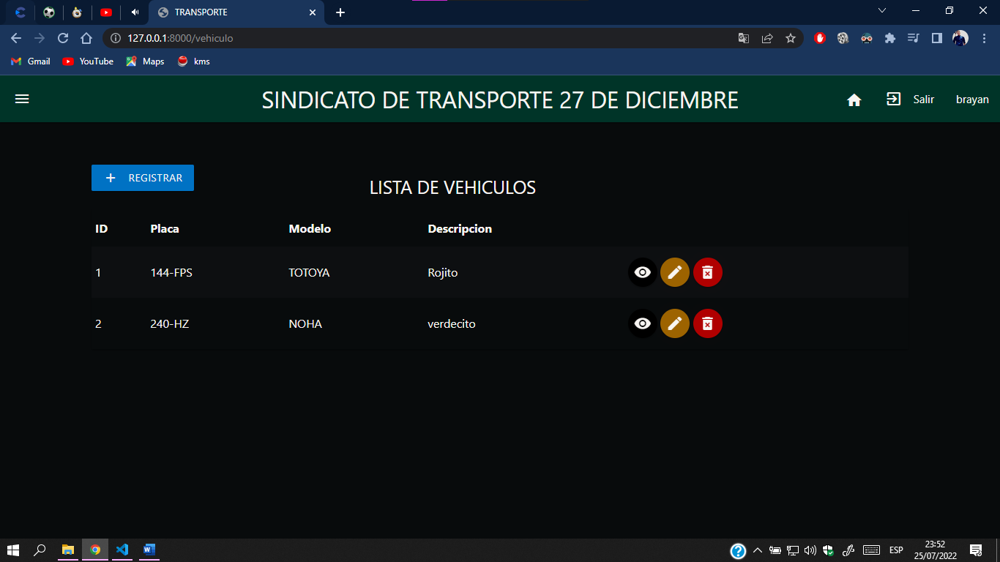 TRANSPORTE
127.0.0.1:8000/vehiculo
Gmail YouTube Maps kms
SINDICATO DE TRANSPORTE 27 DE DICIEMBRE Salir brayan
REGISTRAR
LISTA DE VEHICULOS
ID Placa Modelo Descripcion
1 144-FPS TOTOYA Rojito
2 240-HZ NOHA verdecito
ESP 23:52
25/07/2022